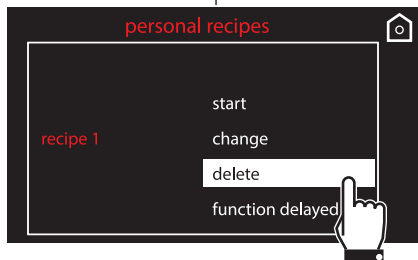 personal recipes
start
recipe 1
change
delete
function delayed